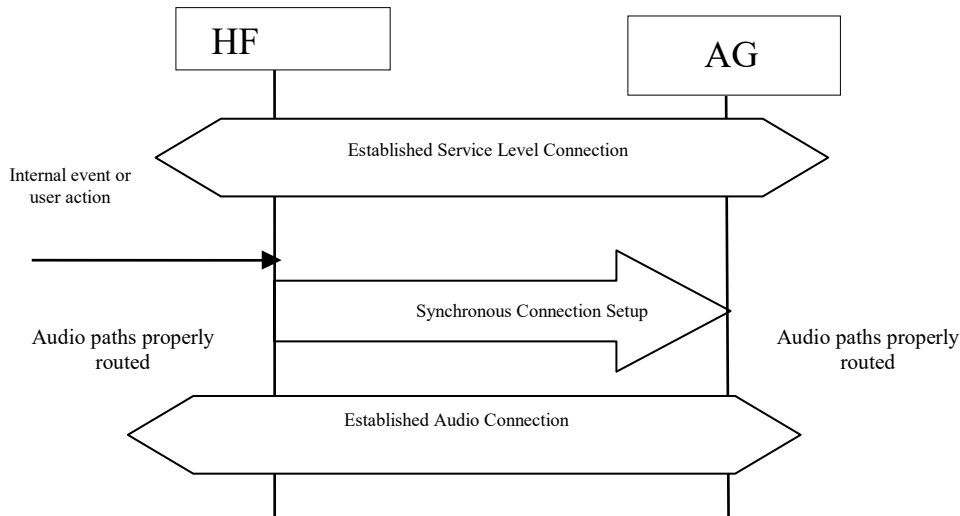 HF
AG
Established Service Level Connection
Internal event or
user action
Synchronous Connection Setup
Audio paths properly
routed
Audio paths properly
routed
Established Audio Connection